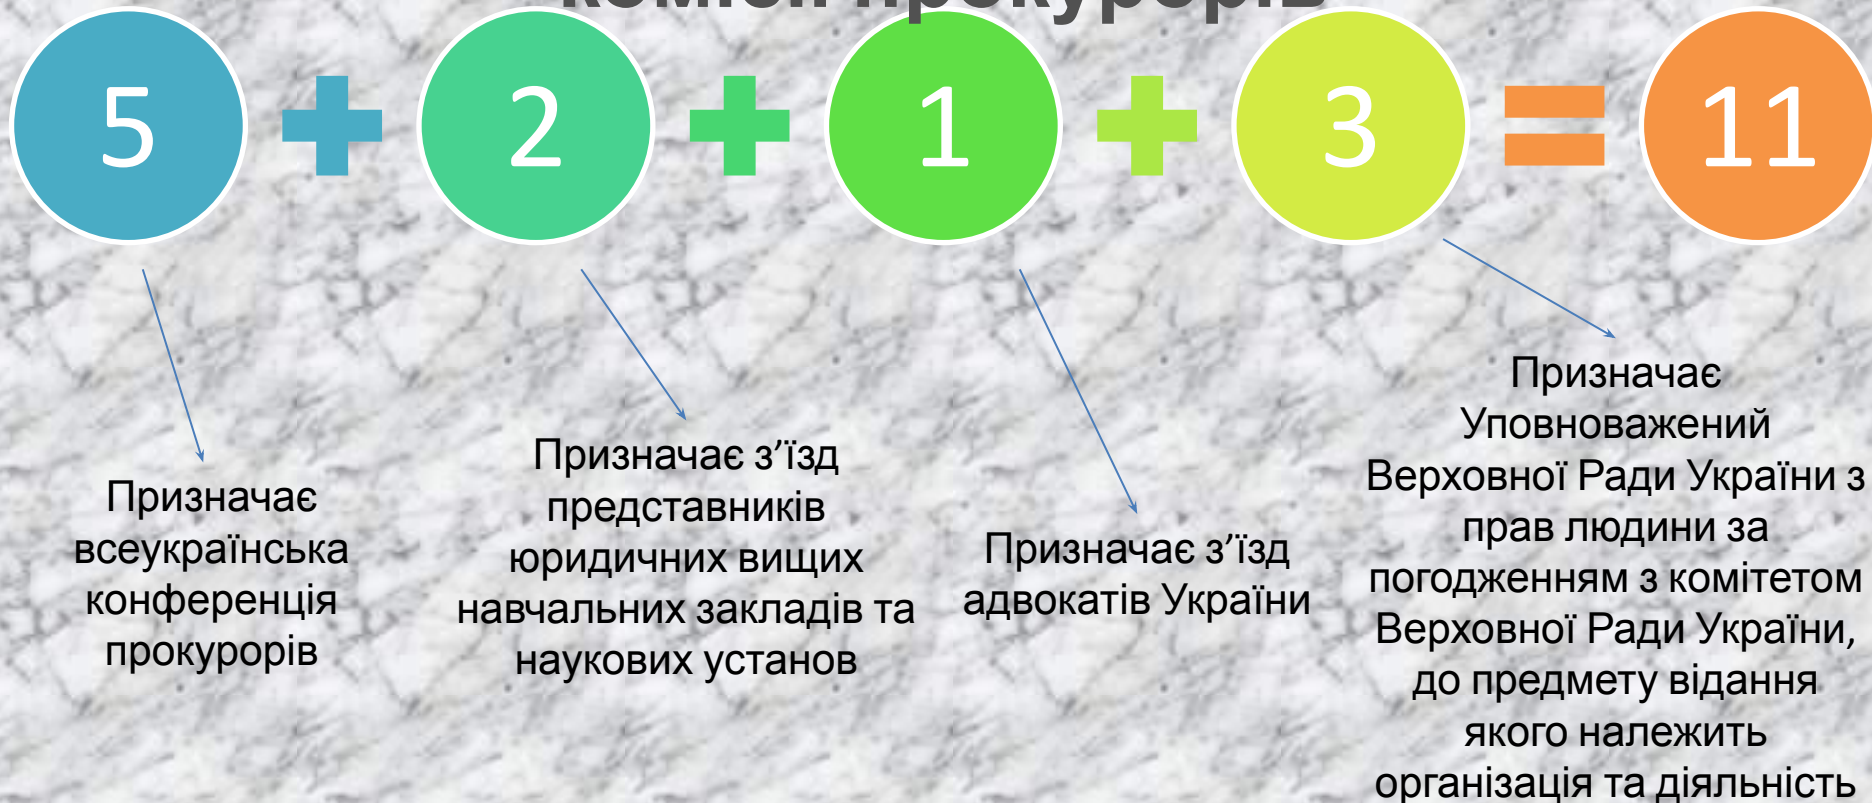 комісії прокурорів
5 + 2 + 1 + 3 = 11
Призначає
всеукраїнська
конференція
прокурорів
Призначає з’їзд
представників
юридичних вищих
навчальних закладів та
наукових установ
Призначає з’їзд
адвокатів України
Призначає
Уповноважений
Верховної Ради України з
прав людини за
погодженням з комітетом
Верховної Ради України,
до предмету відання
якого належить
організація та діяльність